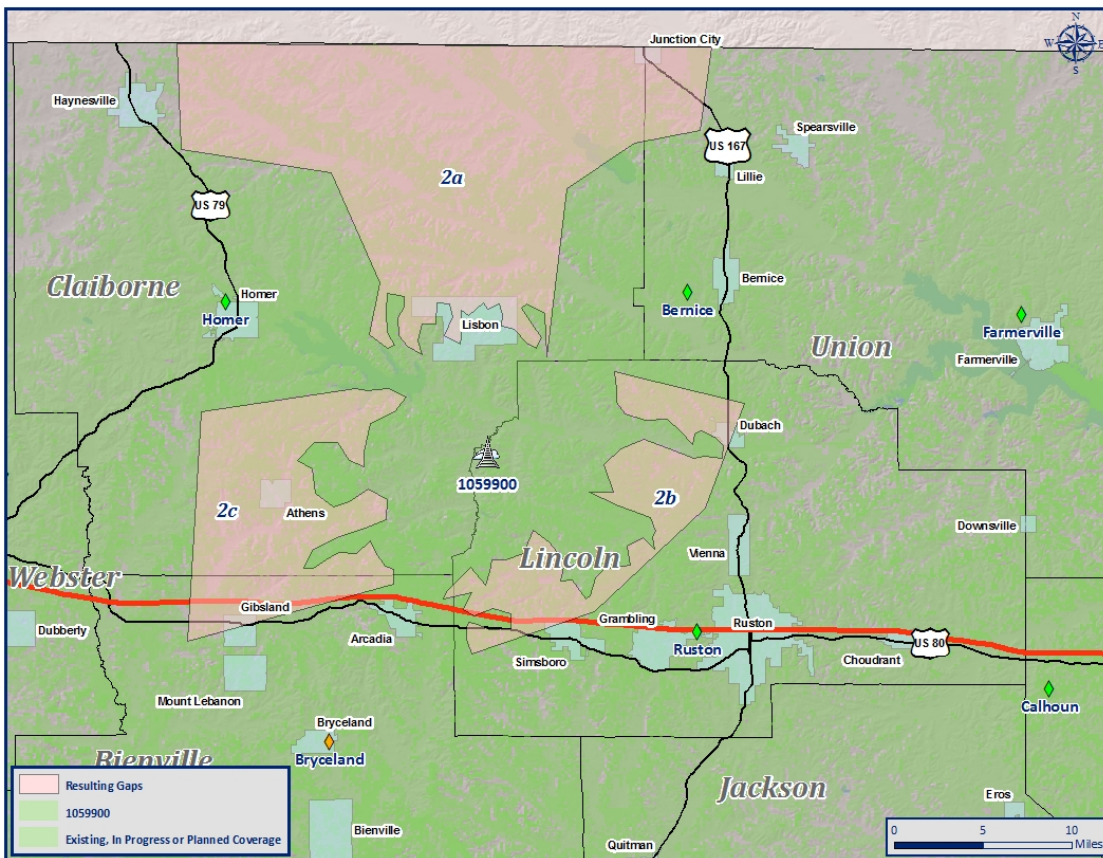 N
W E
S
Junction City
Haynesville
Spearsville
US 167
2a
Lillie
US 79
Claiborne
Homer
Homer
Bernice
Bernice
Lisbon
Farmerville
Union
Farmerville
Dubach
1059900
2b
2c
Athens
Downsville
Vienna
Lincoln
Webster
Gibsland
Grambling
Ruston
Dubberly
Arcadia
Simsboro
Ruston
US 80
Choudrant
Mount Lebanon
Calhoun
Bryceland
Bryceland
Bienville
Jackson
Resulting Gaps
1059900
Existing, In Progress or Planned Coverage
Bienville
Eros
Quitman
0 5 10
Miles